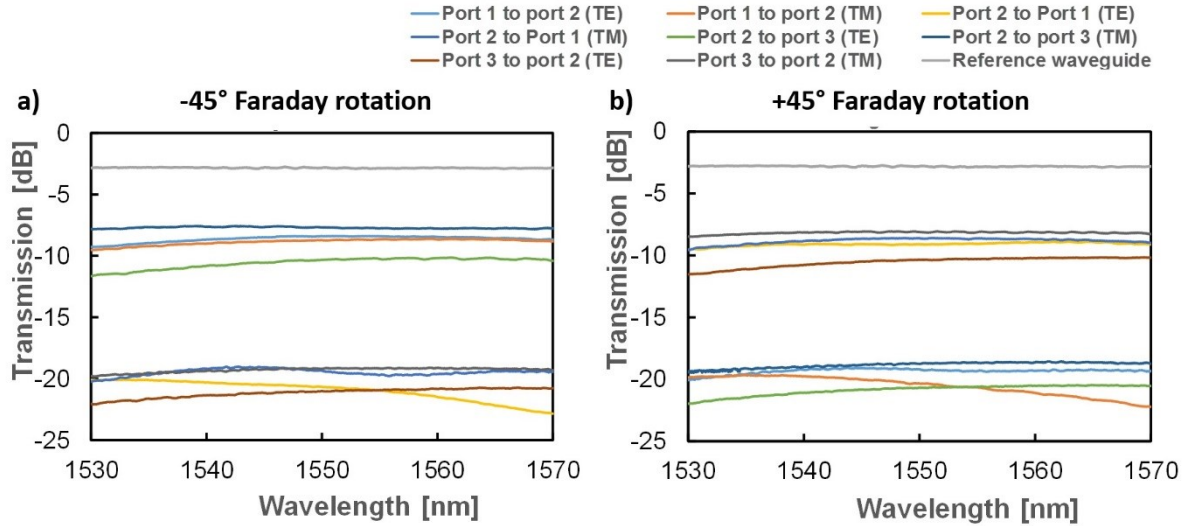 Port 1 to port 2 (TE) Port 1 to port 2 (TM) Port 2 to Port 1 (TE)
Port 2 to Port 1 (TM) Port 2 to port 3 (TE) Port 2 to port 3 (TM)
Port 3 to port 2 (TE) Port 3 to port 2 (TM) Reference waveguide
a) -45° Faraday rotation
b) +45° Faraday rotation
Transmission [dB]
0
-5
-10
-15
-20
-25
1530 1540 1550 1560 1570
Wavelength [nm]
Transmission [dB]
0
-5
-10
-15
-20
-25
1530 1540 1550 1560 1570
Wavelength [nm]